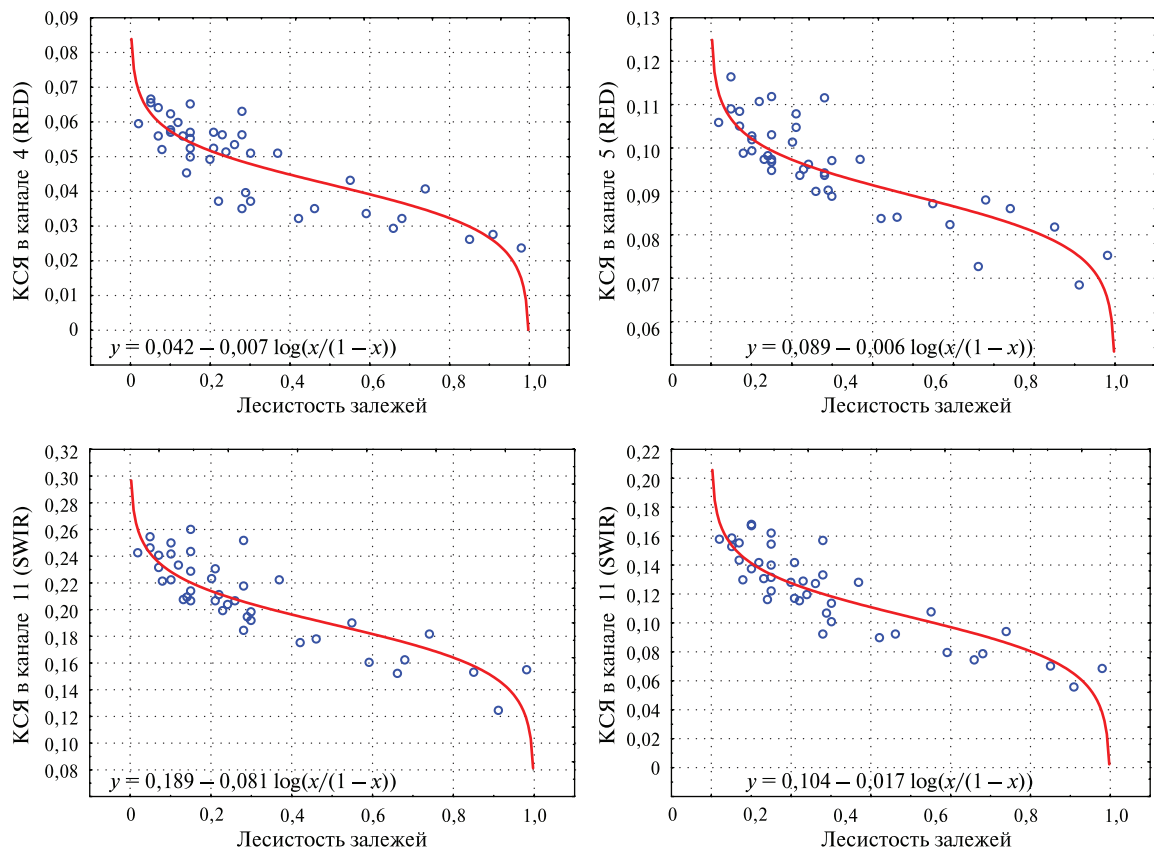 0,09
0,08
0,07
0,06
0,05
0,04
0,03
0,02
0,01
0
КСЯ в канале 4 (RED)
y = 0,042 – 0,007 log(x/(1 – x))
0 0,2 0,4 0,6 0,8 1,0
Лесистость залежей
0,13
0,12
0,11
0,10
0,09
0,08
0,07
0,06
КСЯ в канале 5 (RED)
y = 0,089 – 0,006 log(x/(1 – x))
0 0,2 0,4 0,6 0,8 1,0
Лесистость залежей
0,32
0,30
0,28
0,26
0,24
0,22
0,20
0,18
0,16
0,14
0,12
0,10
0,08
КСЯ в канале 11 (SWIR)
y = 0,189 – 0,081 log(x/(1 – x))
0 0,2 0,4 0,6 0,8 1,0
Лесистость залежей
0,22
0,20
0,18
0,16
0,14
0,12
0,10
0,08
0,06
0,04
0,02
0
КСЯ в канале 11 (SWIR)
y = 0,104 – 0,017 log(x/(1 – x))
0 0,2 0,4 0,6 0,8 1,0
Лесистость залежей